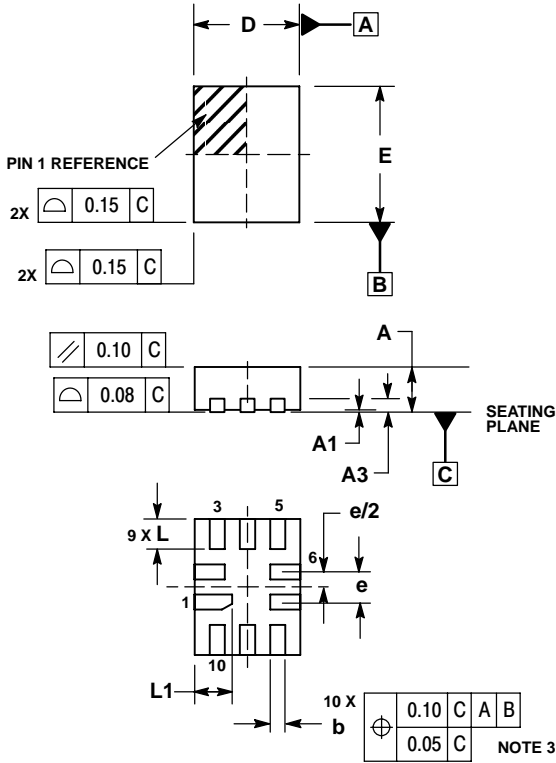 D
A
PIN 1 REFERENCE
E
2X 0.15 C
2X 0.15 C
B
0.10 C
0.08 C
A
SEATING
PLANE
A1
A3
C
3 5
9 X L
e/2
6
e
1
10
L1
10 X
b
0.10 C A B
0.05 C
NOTE 3